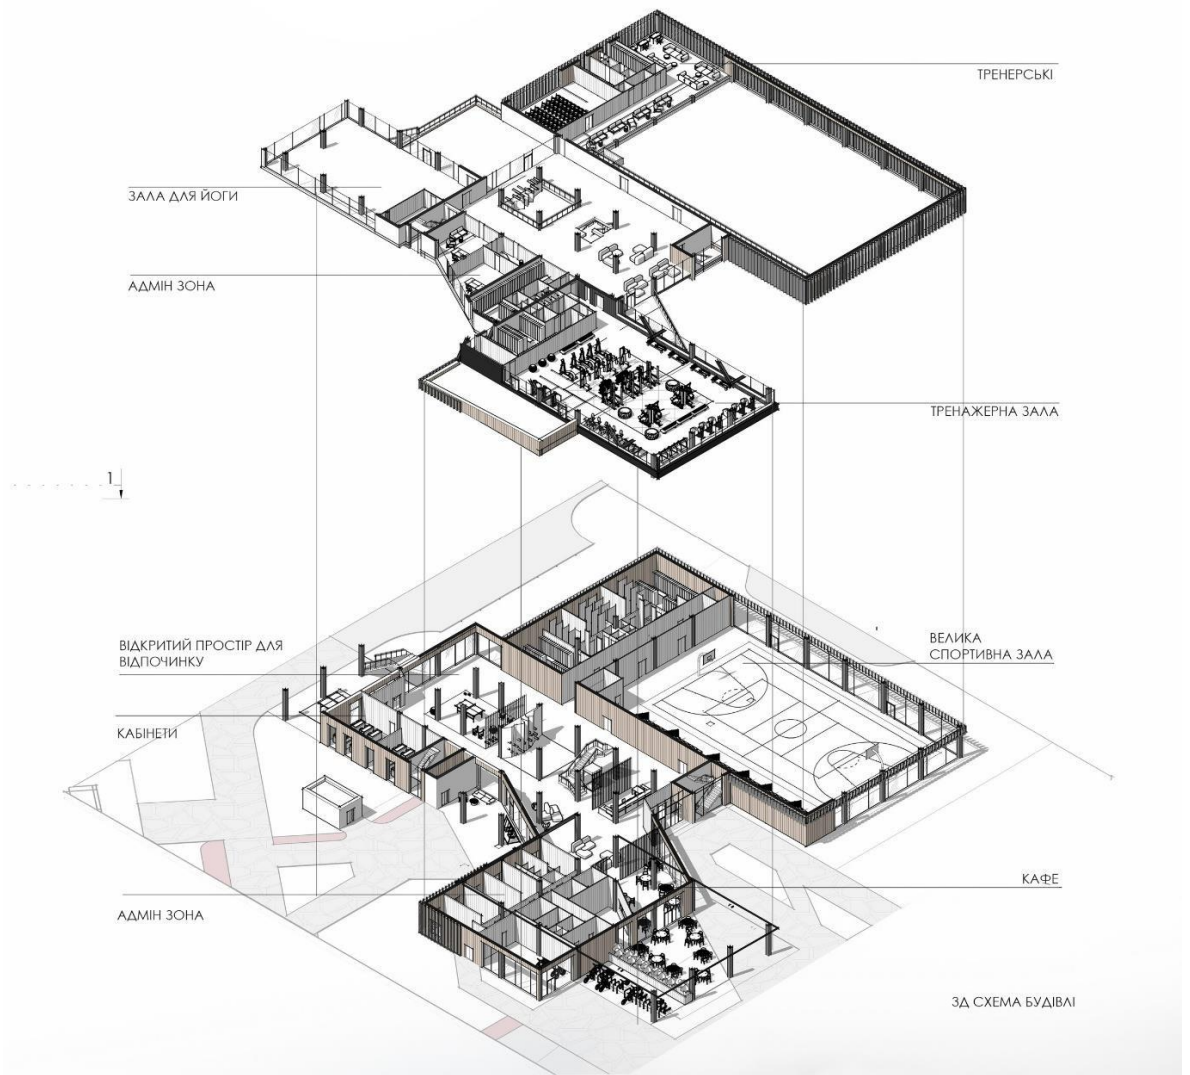 ТРЕНЕРСЬКІ
ЗАЛА ДЛЯ ЙОГИ
АДМІН ЗОНА
ТРЕНАЖЕРНА ЗАЛА
1
ВІДКРИТИЙ ПРОСТІР ДЛЯ
ВІДПОЧИНКУ
ВЕЛИКА
СПОРТИВНА ЗАЛА
КАБІНЕТИ
КАФЕ
АДМІН ЗОНА
3Д СХЕМА БУДІВЛІ